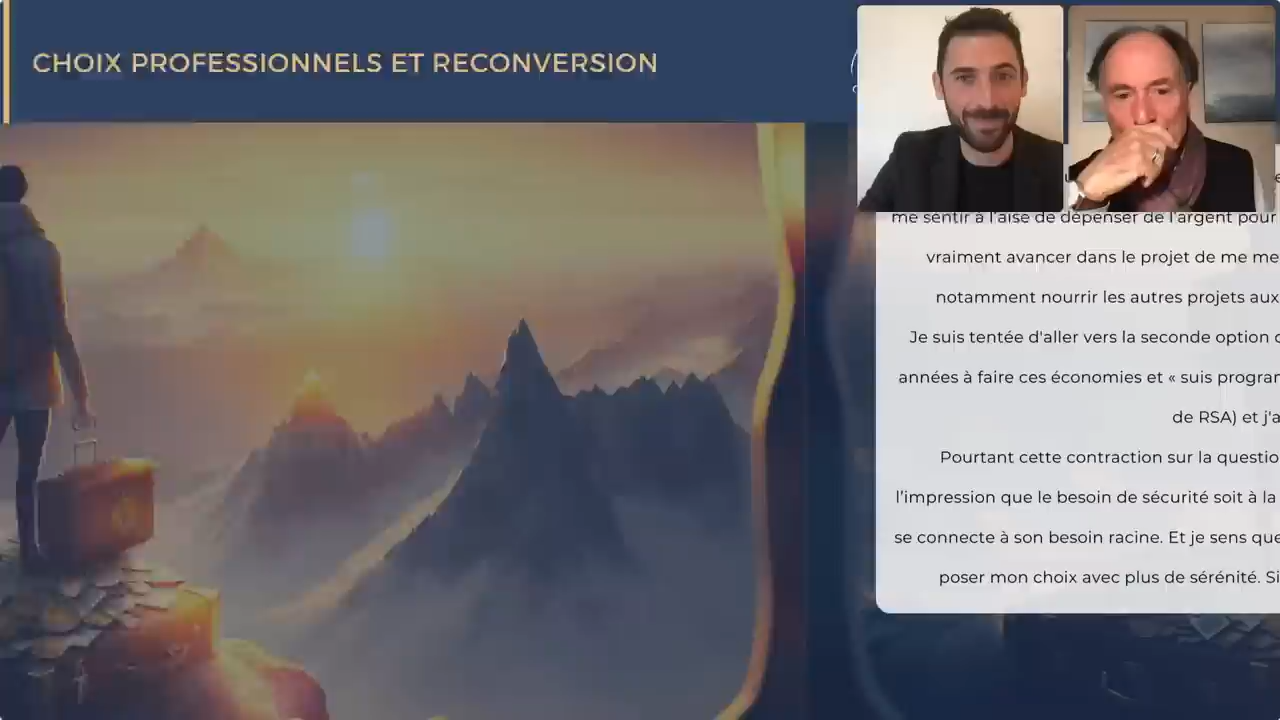 CHOIX PROFESSIONNELS ET RECONVERSION
me sentir à l'aise de dépenser de l'argent pour
vraiment avancer dans le projet de me me
notamment nourrir les autres projets aux
Je suis tentée d'aller vers la seconde option
années à faire ces économies et « suis program
de RSA) et j'a
Pourtant cette contraction sur la questio
l'impression que le besoin de sécurité soit à la
se connecte à son besoin racine. Et je sens que
poser mon choix avec plus de sérénité. Si